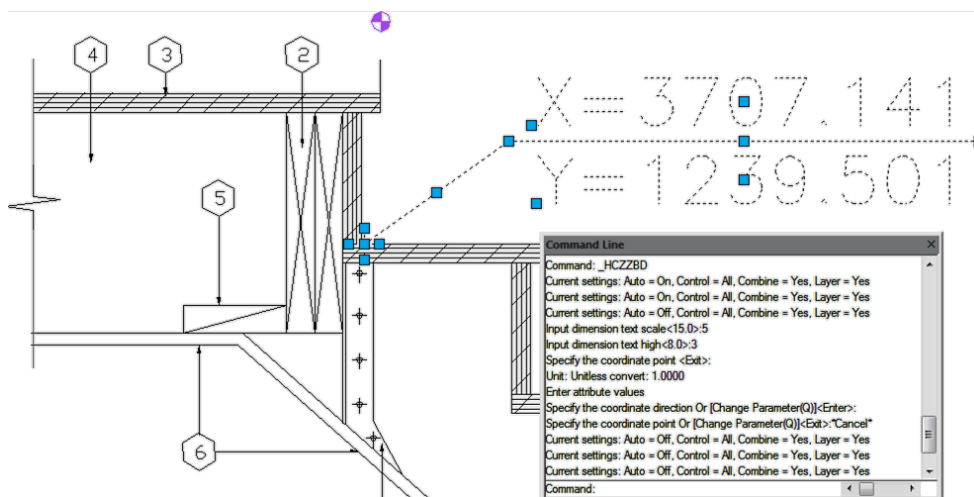 4
3
2
X=3707.141
Y=1239.501
5
6
Command Line
Command: _HCZZBD
Current settings: Auto = On, Control = All, Combine = Yes, Layer = Yes
Current settings: Auto = On, Control = All, Combine = Yes, Layer = Yes
Current settings: Auto = Off, Control = All, Combine = Yes, Layer = Yes
Input dimension text scale<15.0>:5
Input dimension text high<8.0>:3
Specify the coordinate point <Exit>:
Unit: Unitless convert: 1.0000
Enter attribute values
Specify the coordinate direction Or [Change Parameter(Q)]<Enter>:
Specify the coordinate point Or [Change Parameter(Q)]<Exit>:*Cancel*
Current settings: Auto = Off, Control = All, Combine = Yes, Layer = Yes
Current settings: Auto = Off, Control = All, Combine = Yes, Layer = Yes
Current settings: Auto = Off, Control = All, Combine = Yes, Layer = Yes
Command: